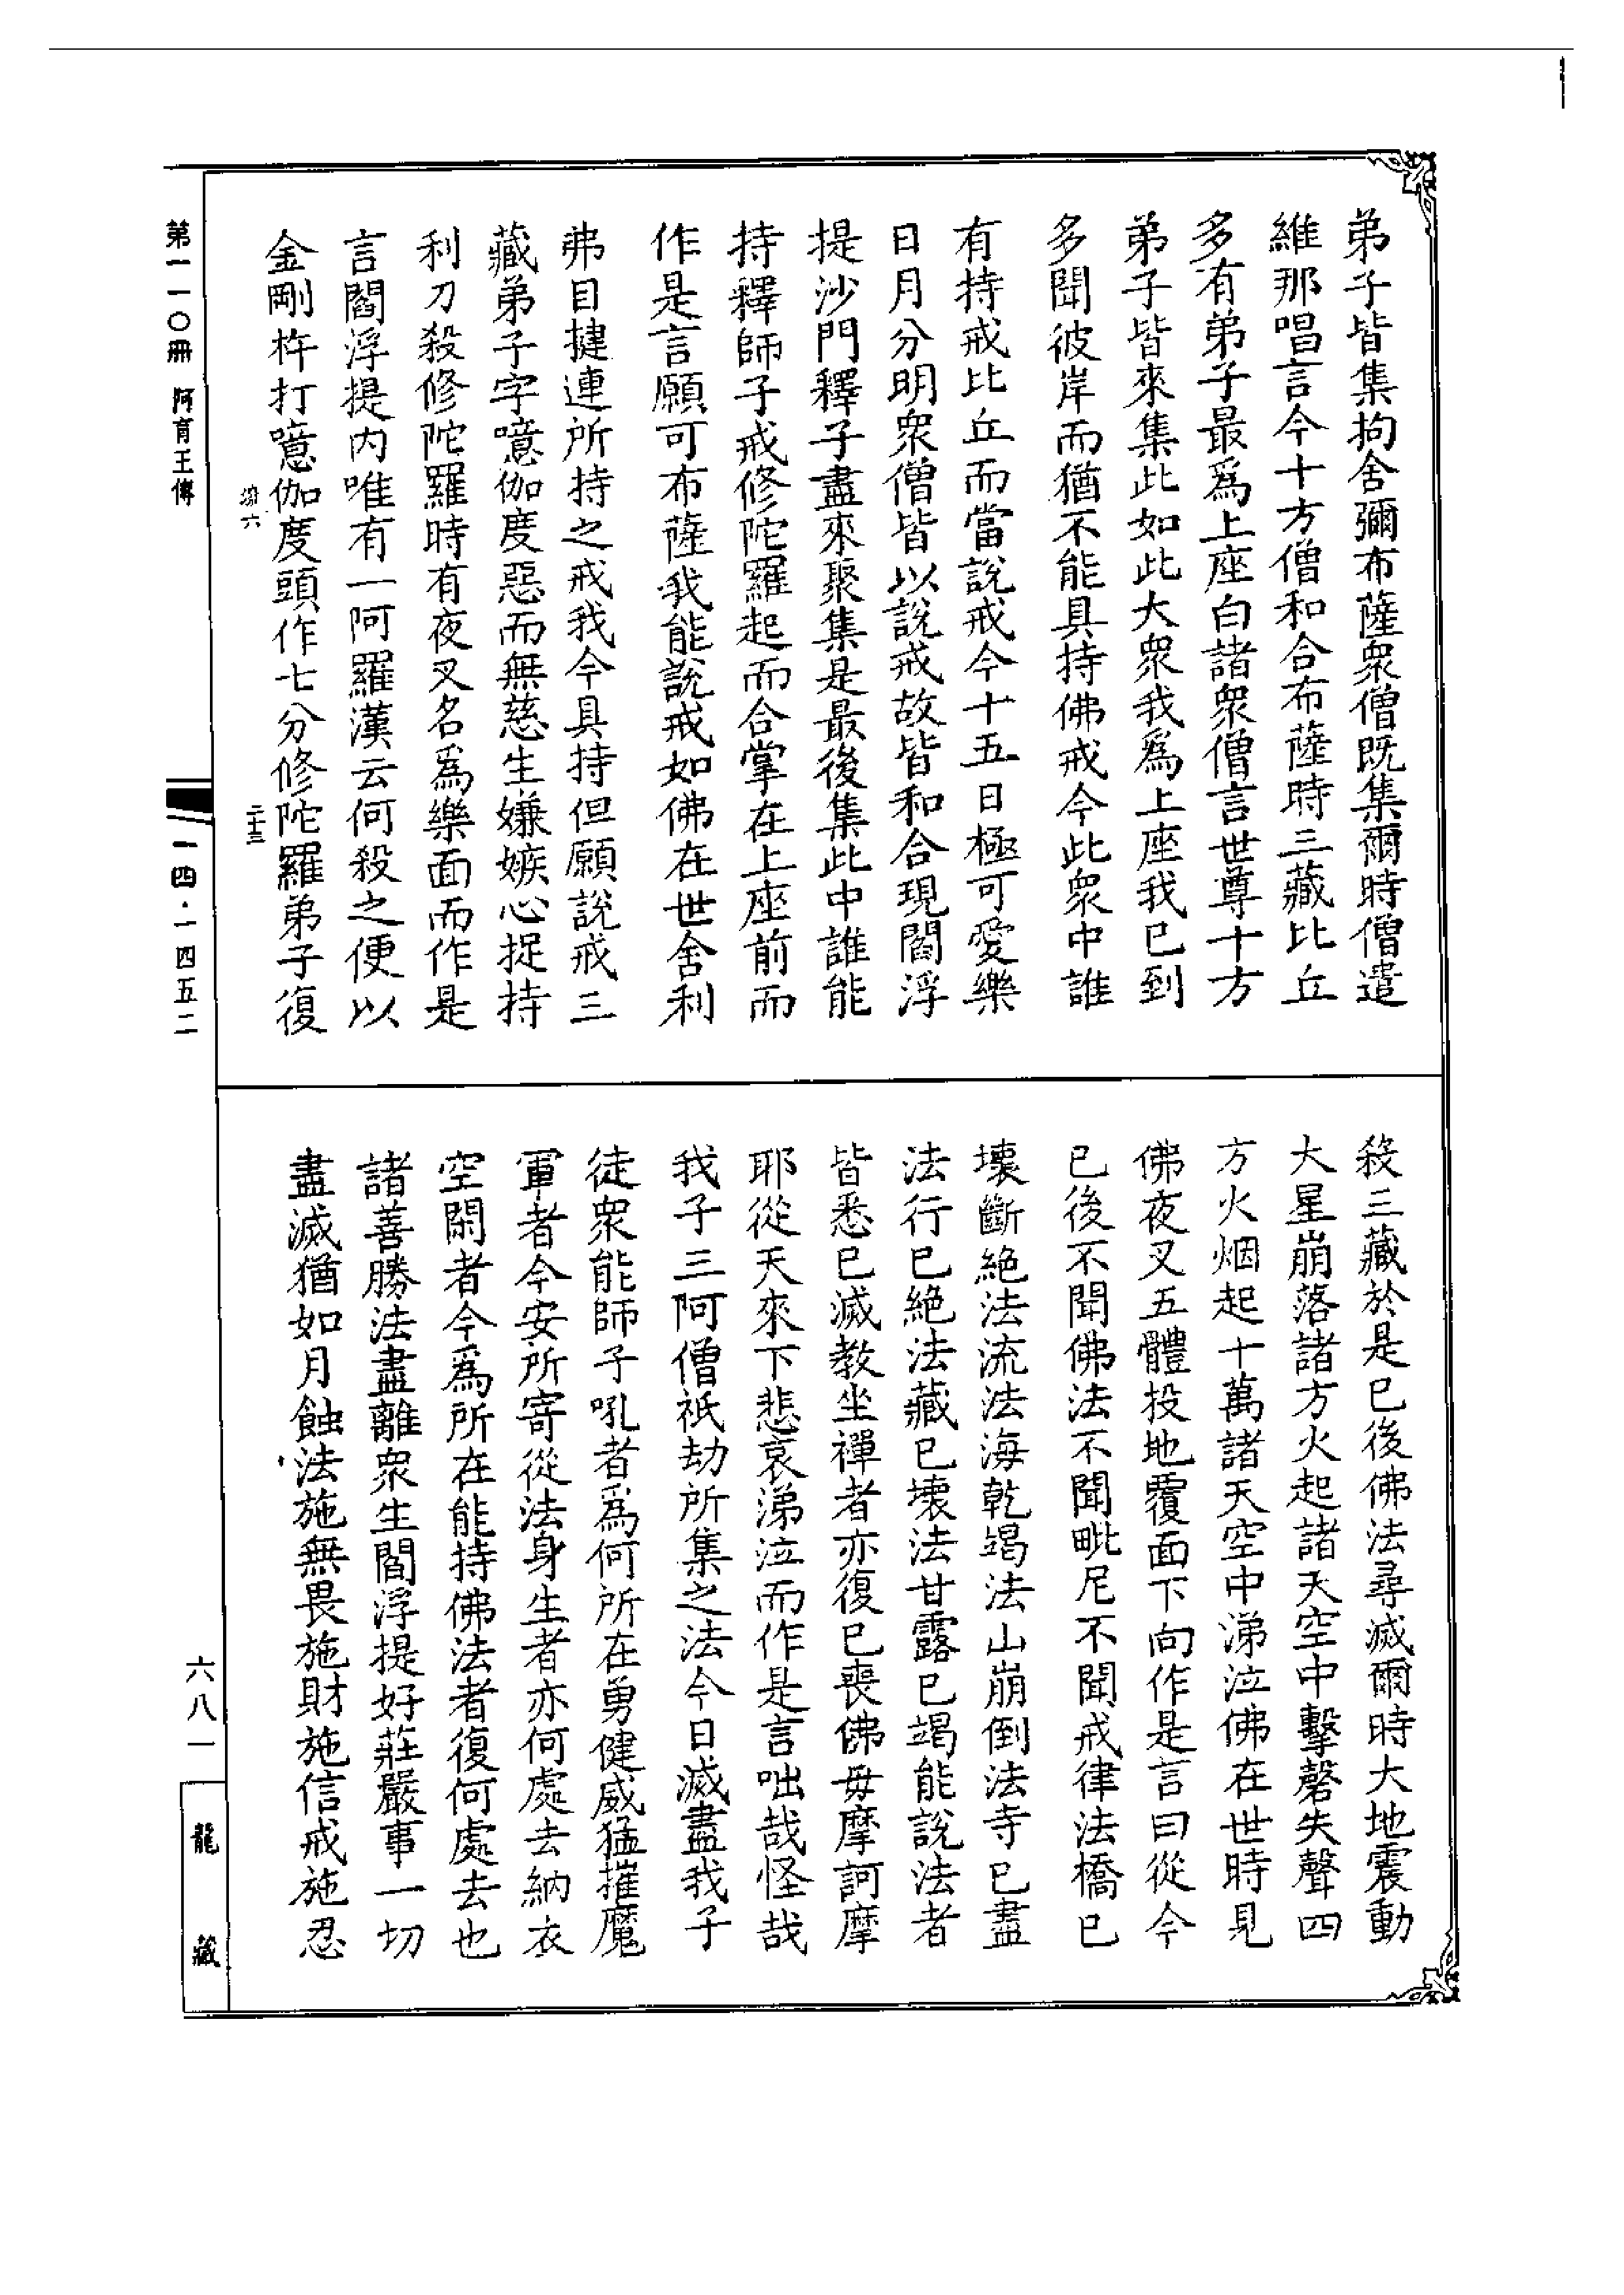 弟子皆集拘舍彌布薩衆僧既集爾時僧遣
維那唱言今十方僧和合布薩時三藏比丘
多有弟子最爲上座白諸衆僧言世尊十方
弟子皆來集此如此大衆我爲上座我已到
多聞彼岸而猶不能具持佛戒今此衆中誰
有持戒比丘而當說戒今十五日極可愛樂
日月分明衆僧皆以說戒故皆和合現閻浮
提沙門釋子盡來聚集是最後集此中誰能
持釋師子戒修陀羅起而合掌在上座前而
作是言願可布薩我能說戒如佛在世舍利
弗目揵連所持之戒我今具持但願說戒三
藏弟子字噫伽度惡而無慈生嫌嫉心捉持
利刀殺修陀羅時有夜叉名爲樂面而作是
言閻浮提内唯有一阿羅漢云何殺之便以
金剛杵打噫伽度頭作七分修陀羅弟子復
殺三藏於是已後佛法尋滅爾時大地震動
大星崩落諸方火起諸天空中擊磬失聲四
方火烟起十萬諸天空中涕泣佛在世時見
佛夜叉五體投地覆面下向作是言曰從今
已後不聞佛法不聞毗尼不聞戒律法橋已
壞斷絕法流法海乾竭法山崩倒法寺已盡
法行已絕法藏已壞法甘露已竭能說法者
皆悉已滅教坐禪者亦復已喪佛毋摩訶摩
耶從天來下悲哀涕泣而作是言咄哉怪哉
我子三阿僧祇劫所集之法今日滅盡我子
徒衆能師子吼者爲何所在勇健威猛摧魔
軍者今安所寄從法身生者亦何處去納衣
空閑者今爲所在能持佛法者復何處去也
諸善勝法盡離衆生閻浮提好莊嚴事一切
盡滅猶如月蝕法施無畏施財施信戒施忍
第一一〇冊 阿育王傳
六
二十三
一四·一四五二
六八一
龍藏